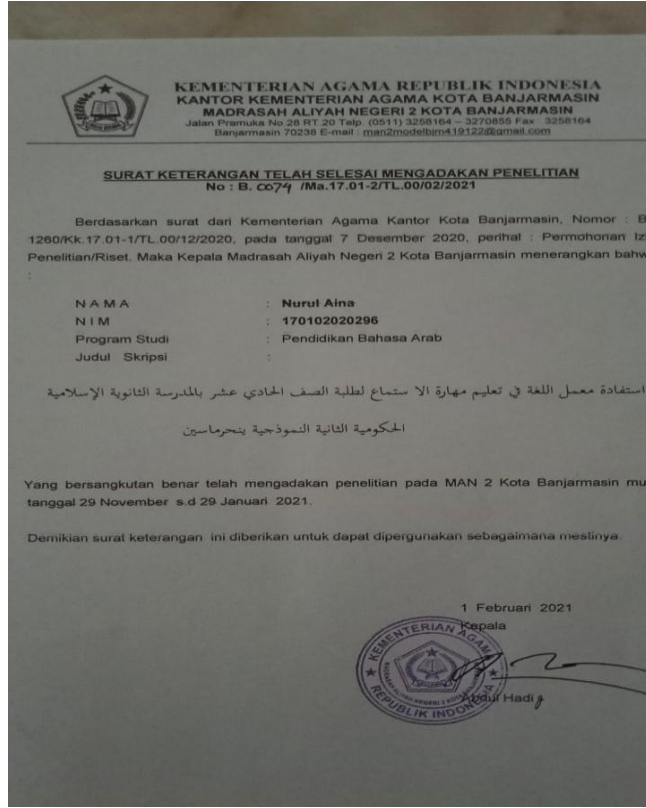 KEMENTERIAN AGAMA REPUBLIK INDONESIA
KANTOR KEMENTERIAN AGAMA KOTA BANJARMASIN
MADRASAH ALIYAH NEGERI 2 KOTA BANJARMASIN
Jalan Pramuka No 28 RT 20 Telp. (0511) 3258164 – 3270855 Fax 3258164
Banjarmasin 70238 E-mail : man2modelbjm419122@gmail.com
SURAT KETERANGAN TELAH SELESAI MENGADAKAN PENELITIAN
No : B. 0074 /Ma.17.01-2/TL.00/02/2021
Berdasarkan surat dari Kementerian Agama Kantor Kota Banjarmasin, Nomor : B
1260/Kk.17.01-1/TL.00/12/2020, pada tanggal 7 Desember 2020, perihal : Permohonan Iz
Penelitian/Riset. Maka Kepala Madrasah Aliyah Negeri 2 Kota Banjarmasin menerangkan bahw
:
N A M A : Nurul Aina
N I M : 170102020296
Program Studi : Pendidikan Bahasa Arab
Judul Skripsi :
استفادة معمل اللغة في تعليم مهارة الا ستماع لطلبة الصف الحادي عشر بالمدرسة الثانوية الإسلامية
الحكومية الثانية النموذجية ينحرماسين
Yang bersangkutan benar telah mengadakan penelitian pada MAN 2 Kota Banjarmasin mu
tanggal 29 November s.d 29 Januari 2021.
Demikian surat keterangan ini diberikan untuk dapat dipergunakan sebagaimana mestinya.
1 Februari 2021
Kepala
KEMENTERIAN AGAMA
REPUBLIK INDONESIA
Abdul Hadi